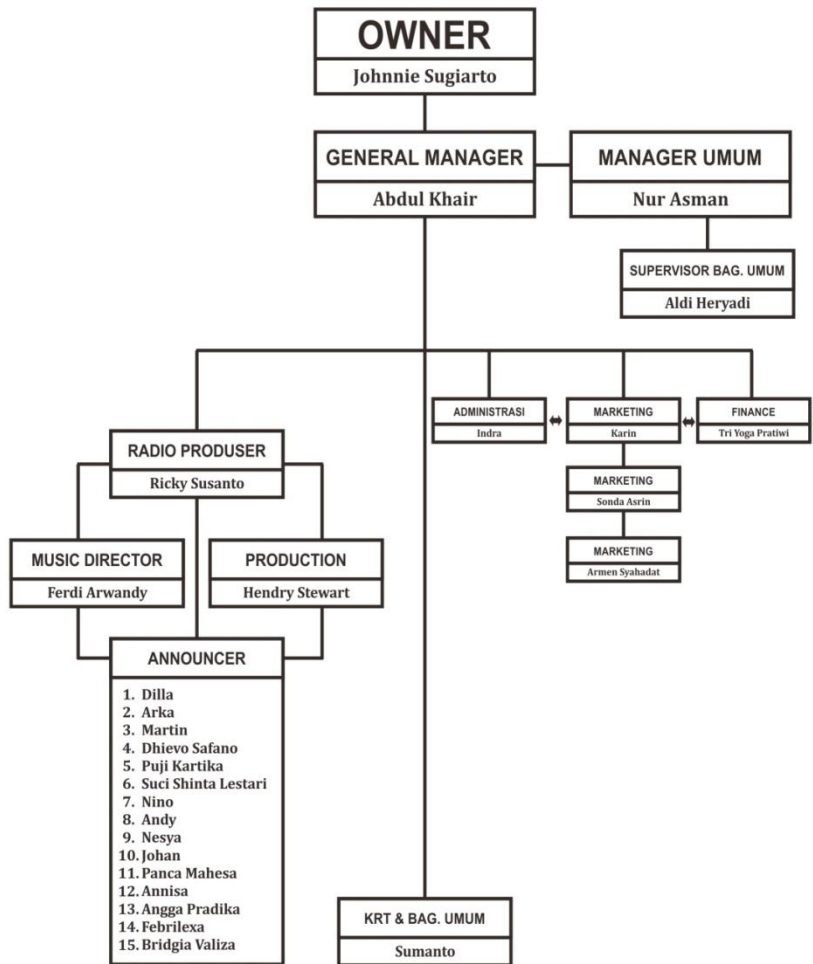 OWNER
Johnnie Sugiarto
GENERAL MANAGER
Abdul Khair
MANAGER UMUM
Nur Asman
SUPERVISOR BAG. UMUM
Aldi Heryadi
ADMINISTRASI
Indra
MARKETING
Karin
FINANCE
Tri Yoga Pratiwi
MARKETING
Sonda Asrin
MARKETING
Armen Syahadat
RADIO PRODUSER
Ricky Susanto
MUSIC DIRECTOR
Ferdi Arwandy
PRODUCTION
Hendry Stewart
ANNOUNCER
1. Dilla
2. Arka
3. Martin
4. Dhievo Safano
5. Puji Kartika
6. Suci Shinta Lestari
7. Nino
8. Andy
9. Nesya
10. Johan
11. Panca Mahesa
12. Annisa
13. Angga Pradika
14. Febrilexa
15. Bridgia Valiza
KRT & BAG. UMUM
Sumanto